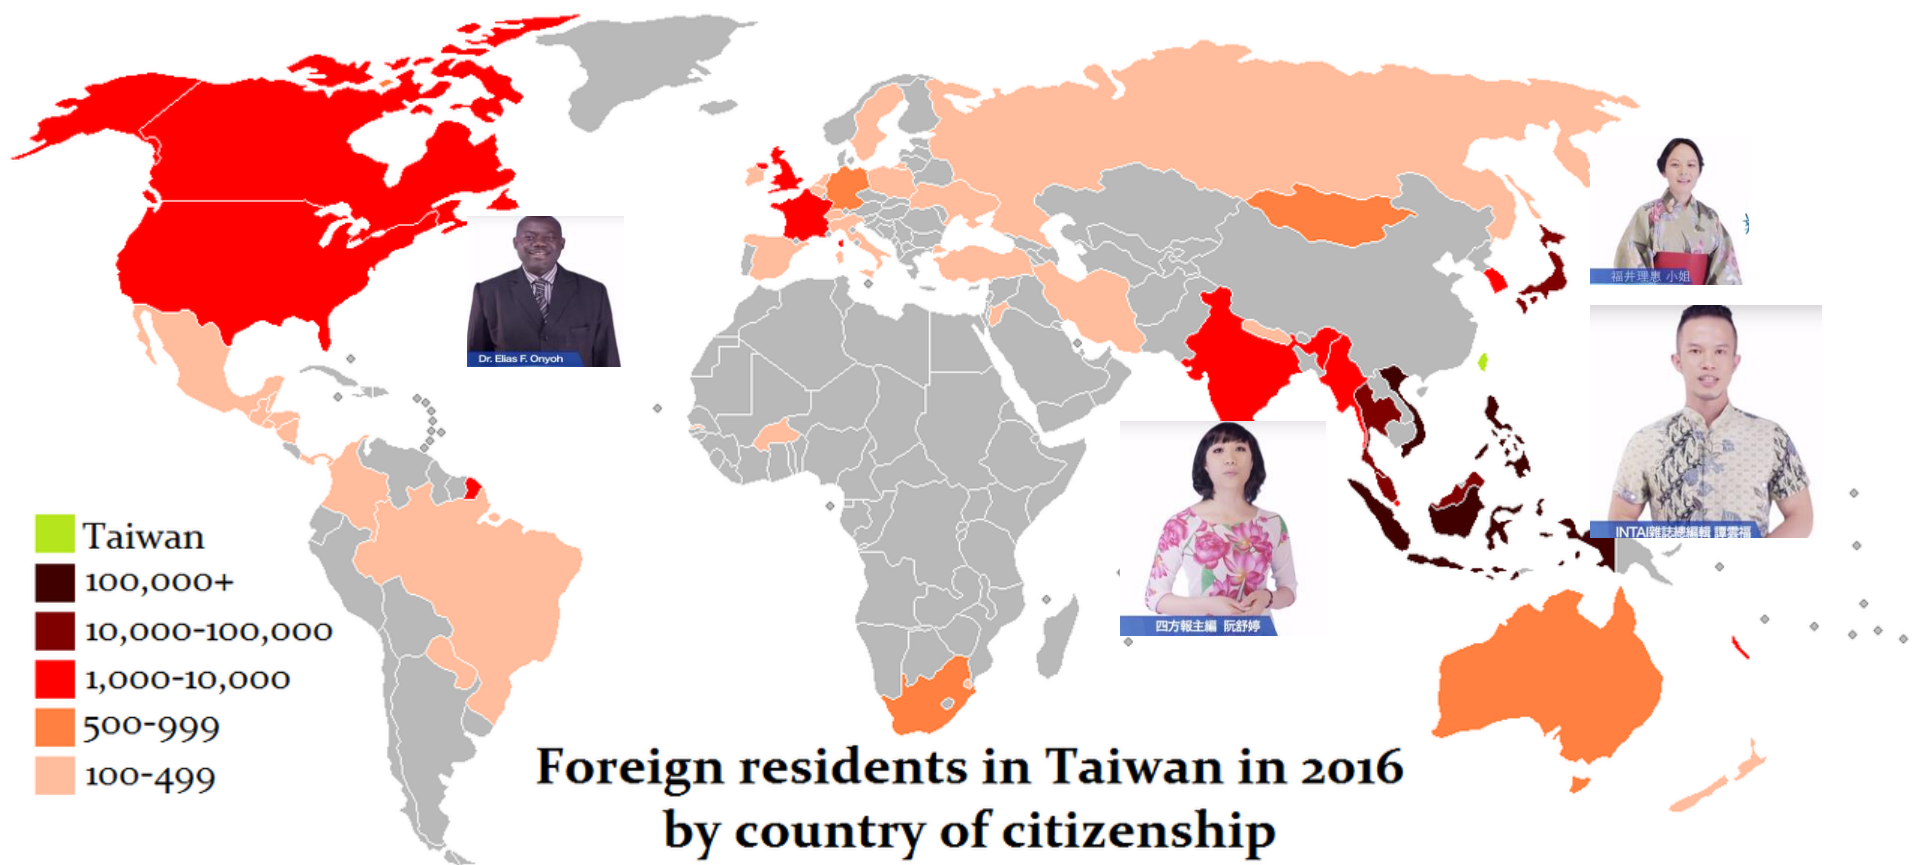 福井理惠 小姐
Dr. Elias F. Onyoh
INTAI雜誌總編輯 譚雲福
四方報主編 阮舒婷
Taiwan
100,000+
10,000-100,000
1,000-10,000
500-999
100-499
Foreign residents in Taiwan in 2016
by country of citizenship